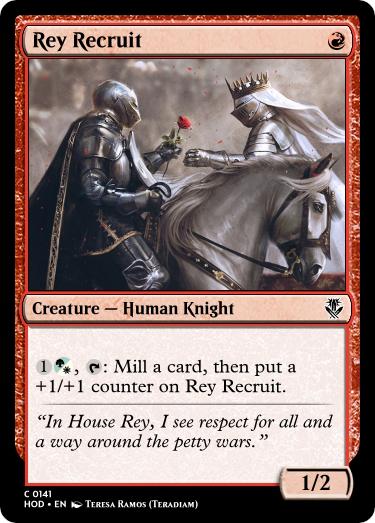 Rey Recruit
Creature — Human Knight
1, : Mill a card, then put a
+1/+1 counter on Rey Recruit.
“In House Rey, I see respect for all and
a way around the petty wars.”
1/2
C 0141
HOD • EN Teresa Ramos (Teradiam)